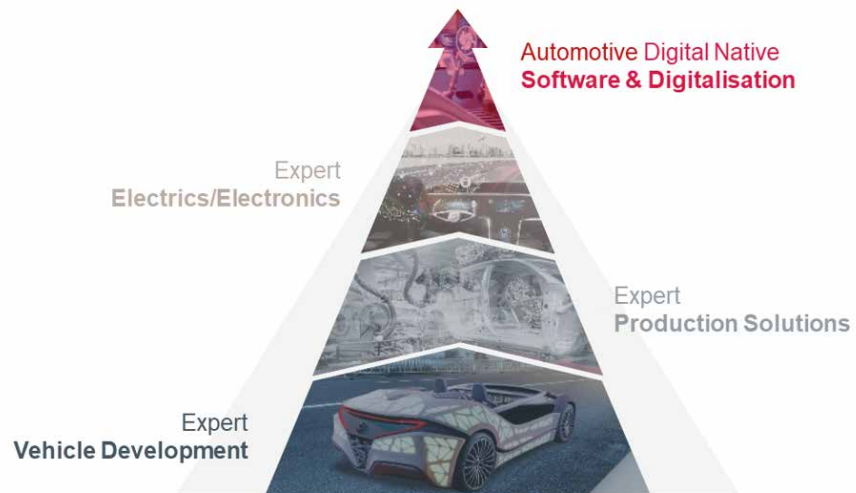 Automotive Digital Native
Software & Digitalisation
Expert
Electrics/Electronics
Expert
Production Solutions
Expert
Vehicle Development